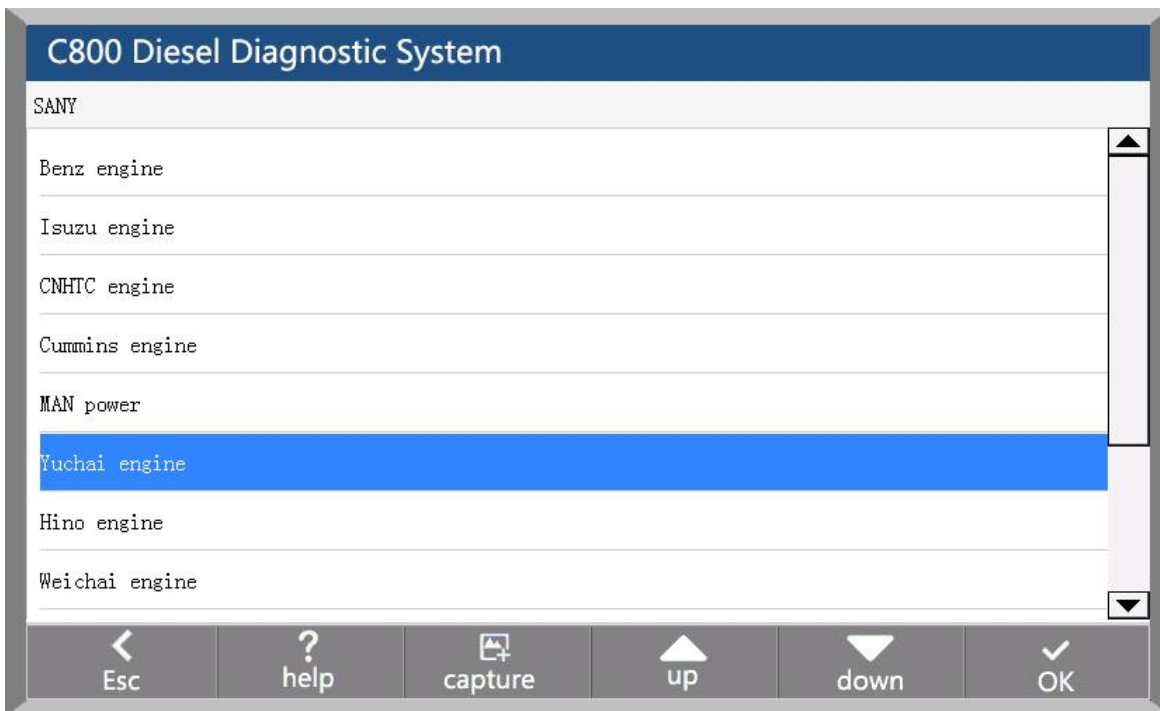 C800 Diesel Diagnostic System
SANY
Benz engine
Isuzu engine
CNHTC engine
Cummins engine
MAN power
Yuchai engine
Hino engine
Weichai engine
Esc
?
help
capture
up
down
OK